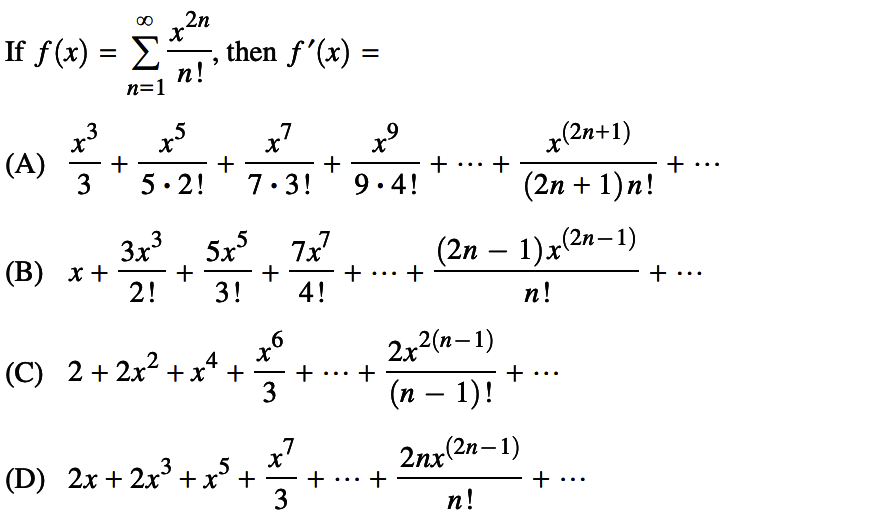 If f(x) = ∑_{n=1}^{∞} x^{2n}/n!, then f′(x) =
(A) x^3/3 + x^5/(5·2!) + x^7/(7·3!) + x^9/(9·4!) + ⋯ + x^{(2n+1)}/((2n + 1)n!) + ⋯
(B) x + 3x^3/2! + 5x^5/3! + 7x^7/4! + ⋯ + (2n − 1)x^{(2n−1)}/n! + ⋯
(C) 2 + 2x^2 + x^4 + x^6/3 + ⋯ + 2x^{2(n−1)}/(n − 1)! + ⋯
(D) 2x + 2x^3 + x^5 + x^7/3 + ⋯ + 2nx^{(2n−1)}/n! + ⋯